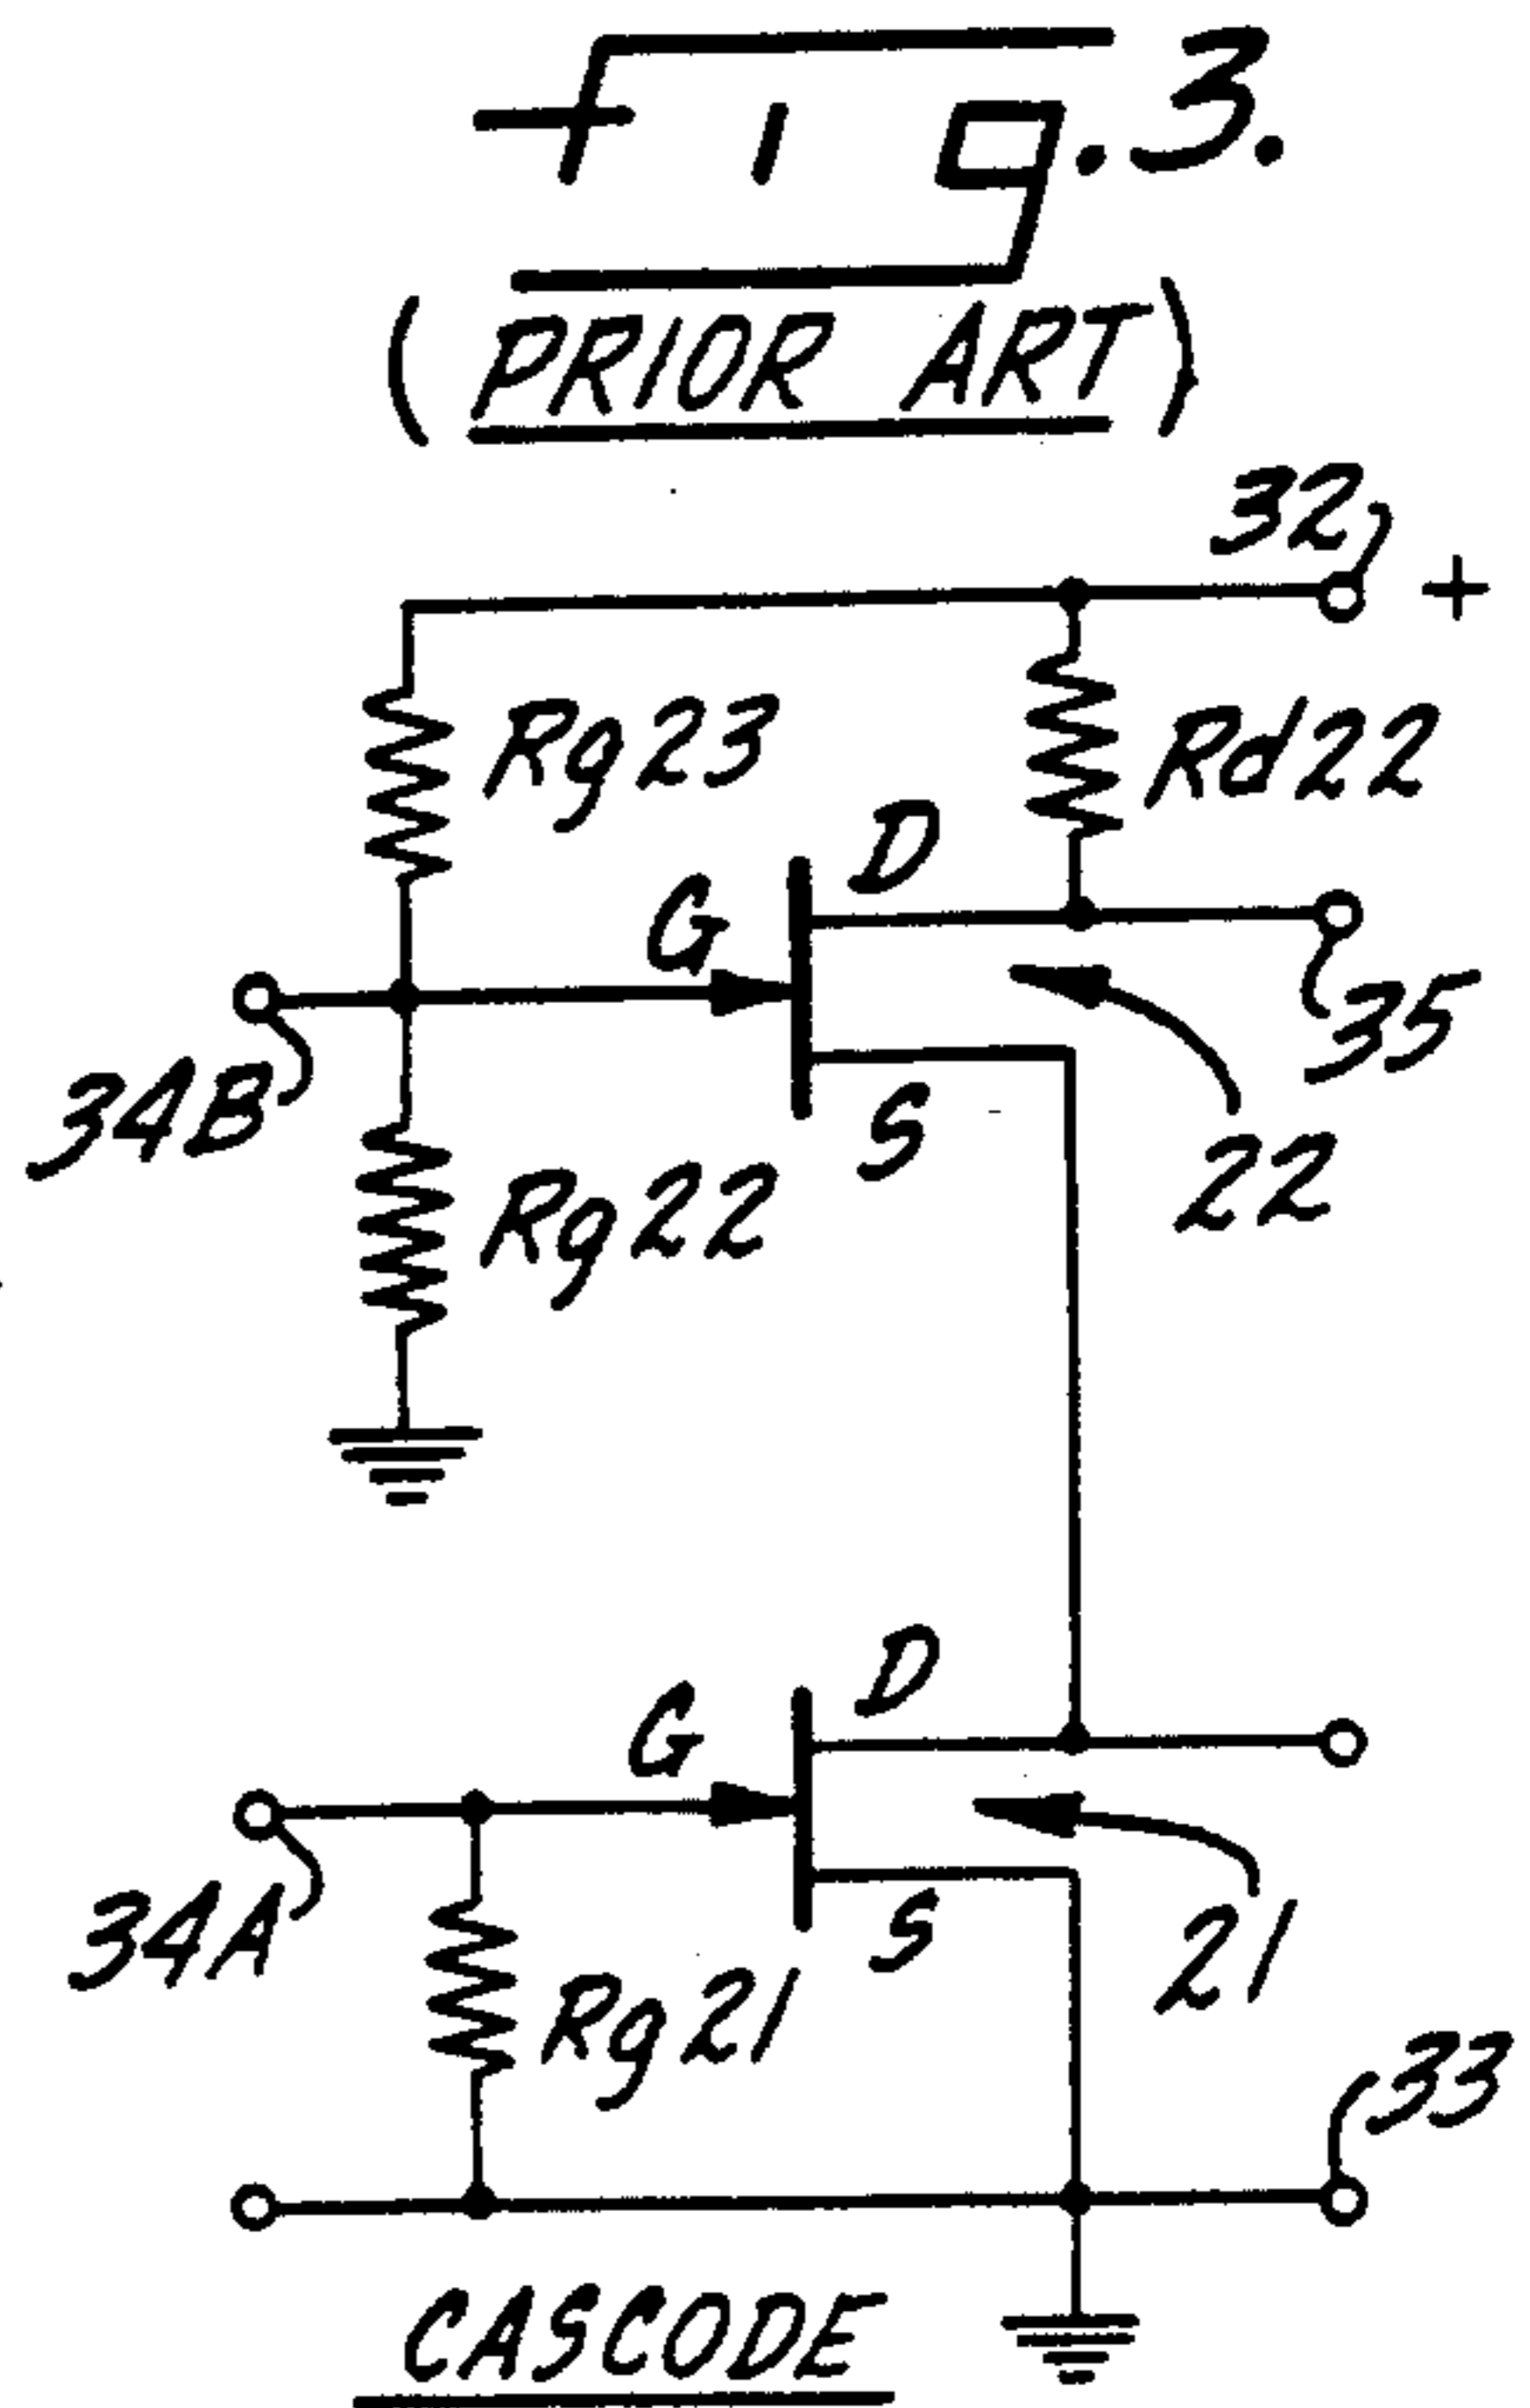 Fig. 3.
(PRIOR ART)
32
+
Rg23
Rd22
D
G
35
34B
S
22
Rg22
D
G
34A
S
21
Rg21
33
CASCODE